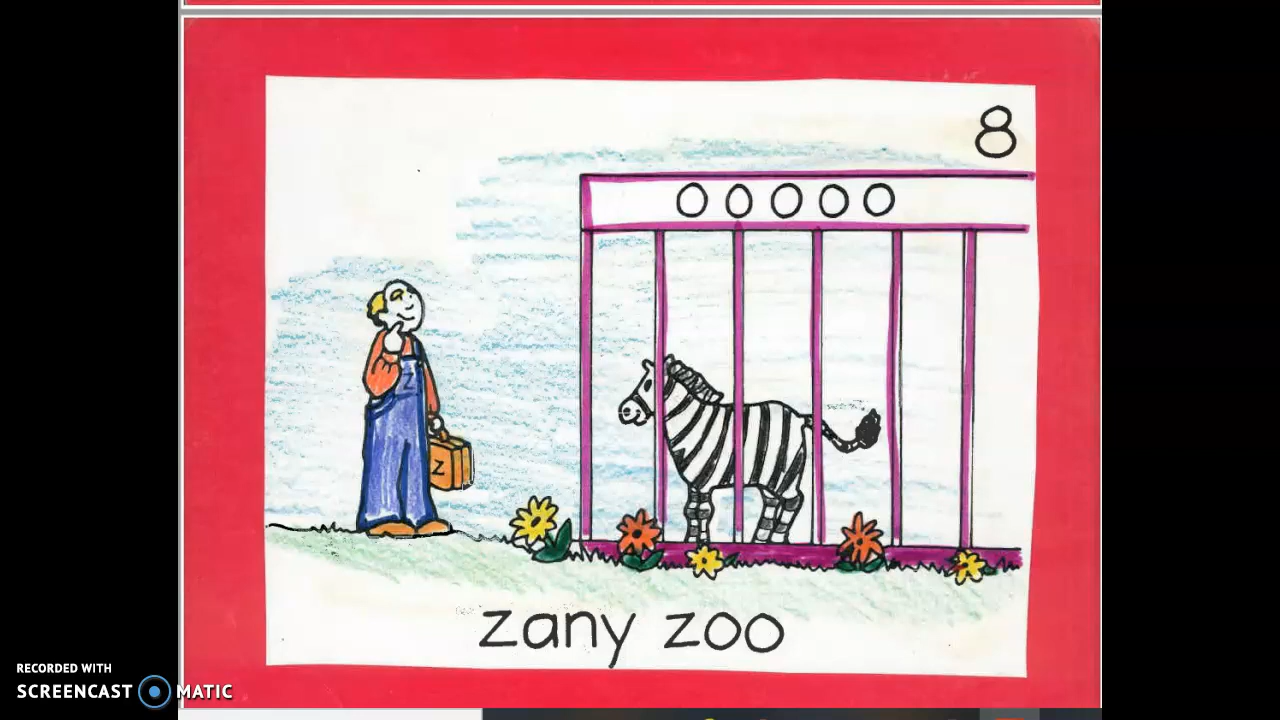 8
OOOOO
Z
Z
zany zoo
RECORDED WITH
SCREENCAST MATIC